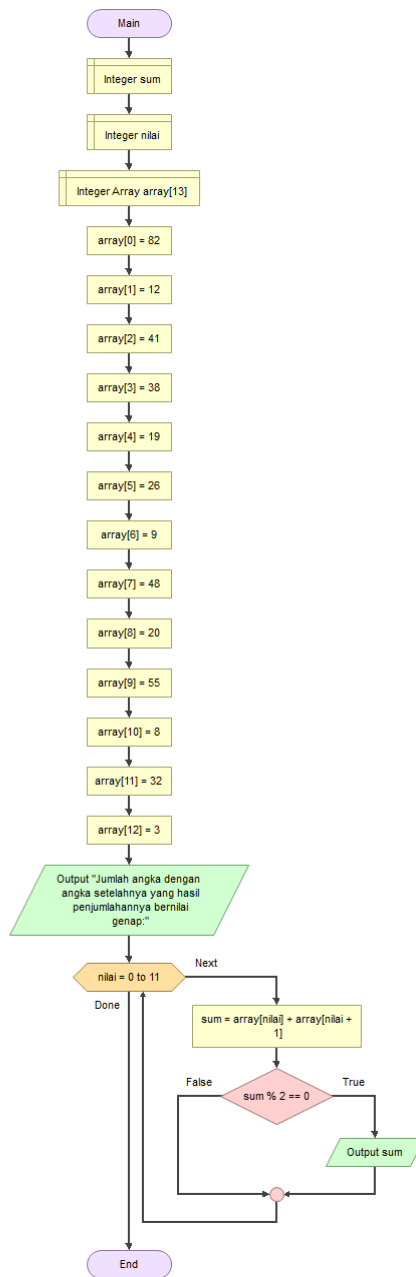 Main
Integer sum
Integer nilai
Integer Array array[13]
array[0] = 82
array[1] = 12
array[2] = 41
array[3] = 38
array[4] = 19
array[5] = 26
array[6] = 9
array[7] = 48
array[8] = 20
array[9] = 55
array[10] = 8
array[11] = 32
array[12] = 3
Output "Jumlah angka dengan
angka setelahnya yang hasil
penjumlahannya bernilai
genap:"
nilai = 0 to 11
Next
Done
sum = array[nilai] + array[nilai +
1]
False
True
sum % 2 == 0
Output sum
End